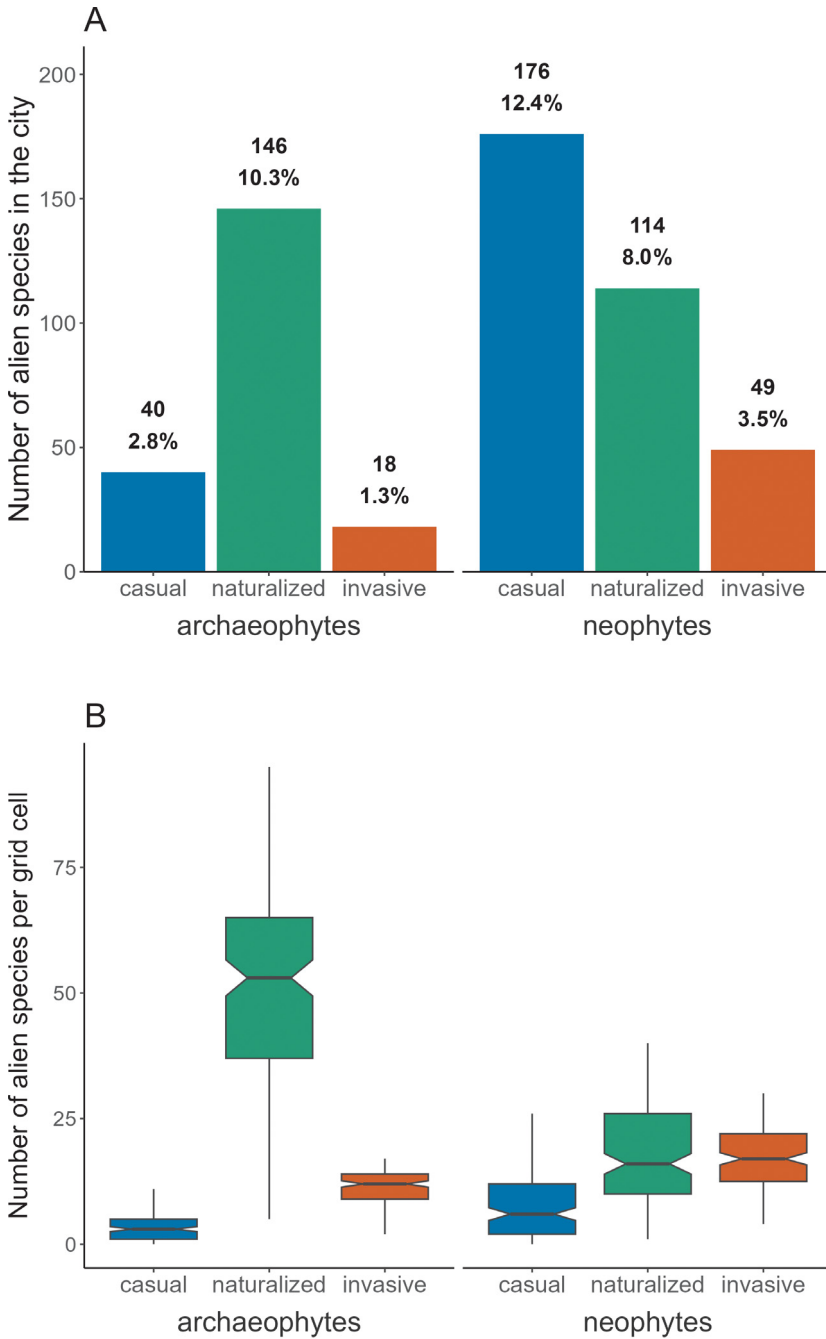 A
Number of alien species in the city
200
150
100
50
0
40
2.8%
146
10.3%
18
1.3%
176
12.4%
114
8.0%
49
3.5%
casual naturalized invasive casual naturalized invasive
archaeophytes neophytes
B
Number of alien species per grid cell
75
50
25
0
casual naturalized invasive casual naturalized invasive
archaeophytes neophytes